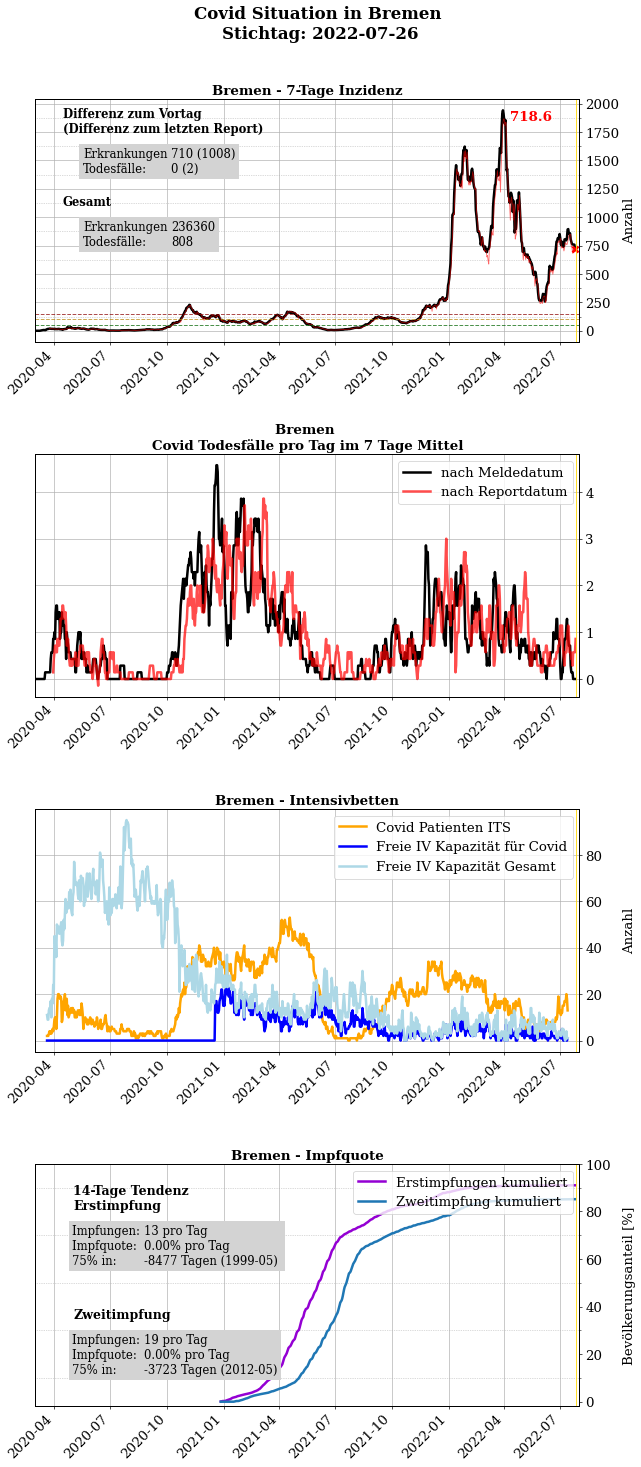 Covid Situation in Bremen
Stichtag: 2022-07-26
Bremen - 7-Tage Inzidenz
Differenz zum Vortag
(Differenz zum letzten Report)
Erkrankungen 710 (1008)
Todesfälle: 0 (2)
Gesamt
Erkrankungen 236360
Todesfälle: 808
718.6
2000
1750
1500
1250
1000
750
500
250
0
Anzahl
2020-04
2020-07
2020-10
2021-01
2021-04
2021-07
2021-10
2022-01
2022-04
2022-07
Bremen
Covid Todesfälle pro Tag im 7 Tage Mittel
nach Meldedatum
nach Reportdatum
4
3
2
1
0
2020-04
2020-07
2020-10
2021-01
2021-04
2021-07
2021-10
2022-01
2022-04
2022-07
Bremen - Intensivbetten
Covid Patienten ITS
Freie IV Kapazität für Covid
Freie IV Kapazität Gesamt
80
60
40
20
0
Anzahl
2020-04
2020-07
2020-10
2021-01
2021-04
2021-07
2021-10
2022-01
2022-04
2022-07
Bremen - Impfquote
Erstimpfungen kumuliert
Zweitimpfung kumuliert
14-Tage Tendenz
Erstimpfung
Impfungen: 13 pro Tag
Impfquote: 0.00% pro Tag
75% in: -8477 Tagen (1999-05)
Zweitimpfung
Impfungen: 19 pro Tag
Impfquote: 0.00% pro Tag
75% in: -3723 Tagen (2012-05)
100
80
60
40
20
0
Bevölkerungsanteil [%]
2020-04
2020-07
2020-10
2021-01
2021-04
2021-07
2021-10
2022-01
2022-04
2022-07